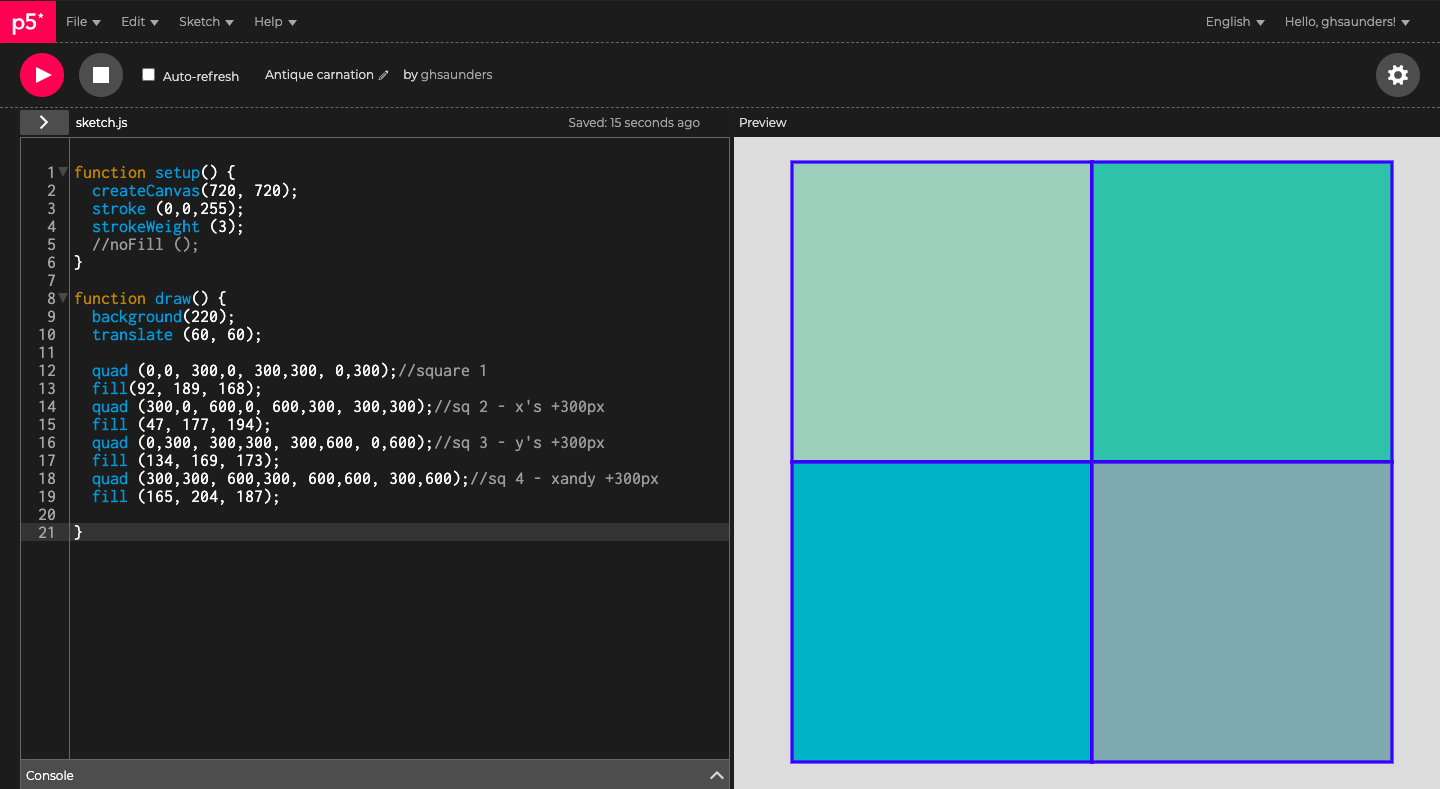 p5* File Edit Sketch Help English Hello, ghsaunders!
Auto-refresh Antique carnation by ghsaunders
sketch.js Saved: 15 seconds ago Preview
1 function setup() {
2 createCanvas(720, 720);
3 stroke (0,0,255);
4 strokeWeight (3);
5 //noFill ();
6 }
7
8 function draw() {
9 background(220);
10 translate (60, 60);
11
12 quad (0,0, 300,0, 300,300, 0,300);//square 1
13 fill(92, 189, 168);
14 quad (300,0, 600,0, 600,300, 300,300);//sq 2 - x's +300px
15 fill (47, 177, 194);
16 quad (0,300, 300,300, 300,600, 0,600);//sq 3 - y's +300px
17 fill (134, 169, 173);
18 quad (300,300, 600,300, 600,600, 300,600);//sq 4 - xandy +300px
19 fill (165, 204, 187);
20
21 }
Console